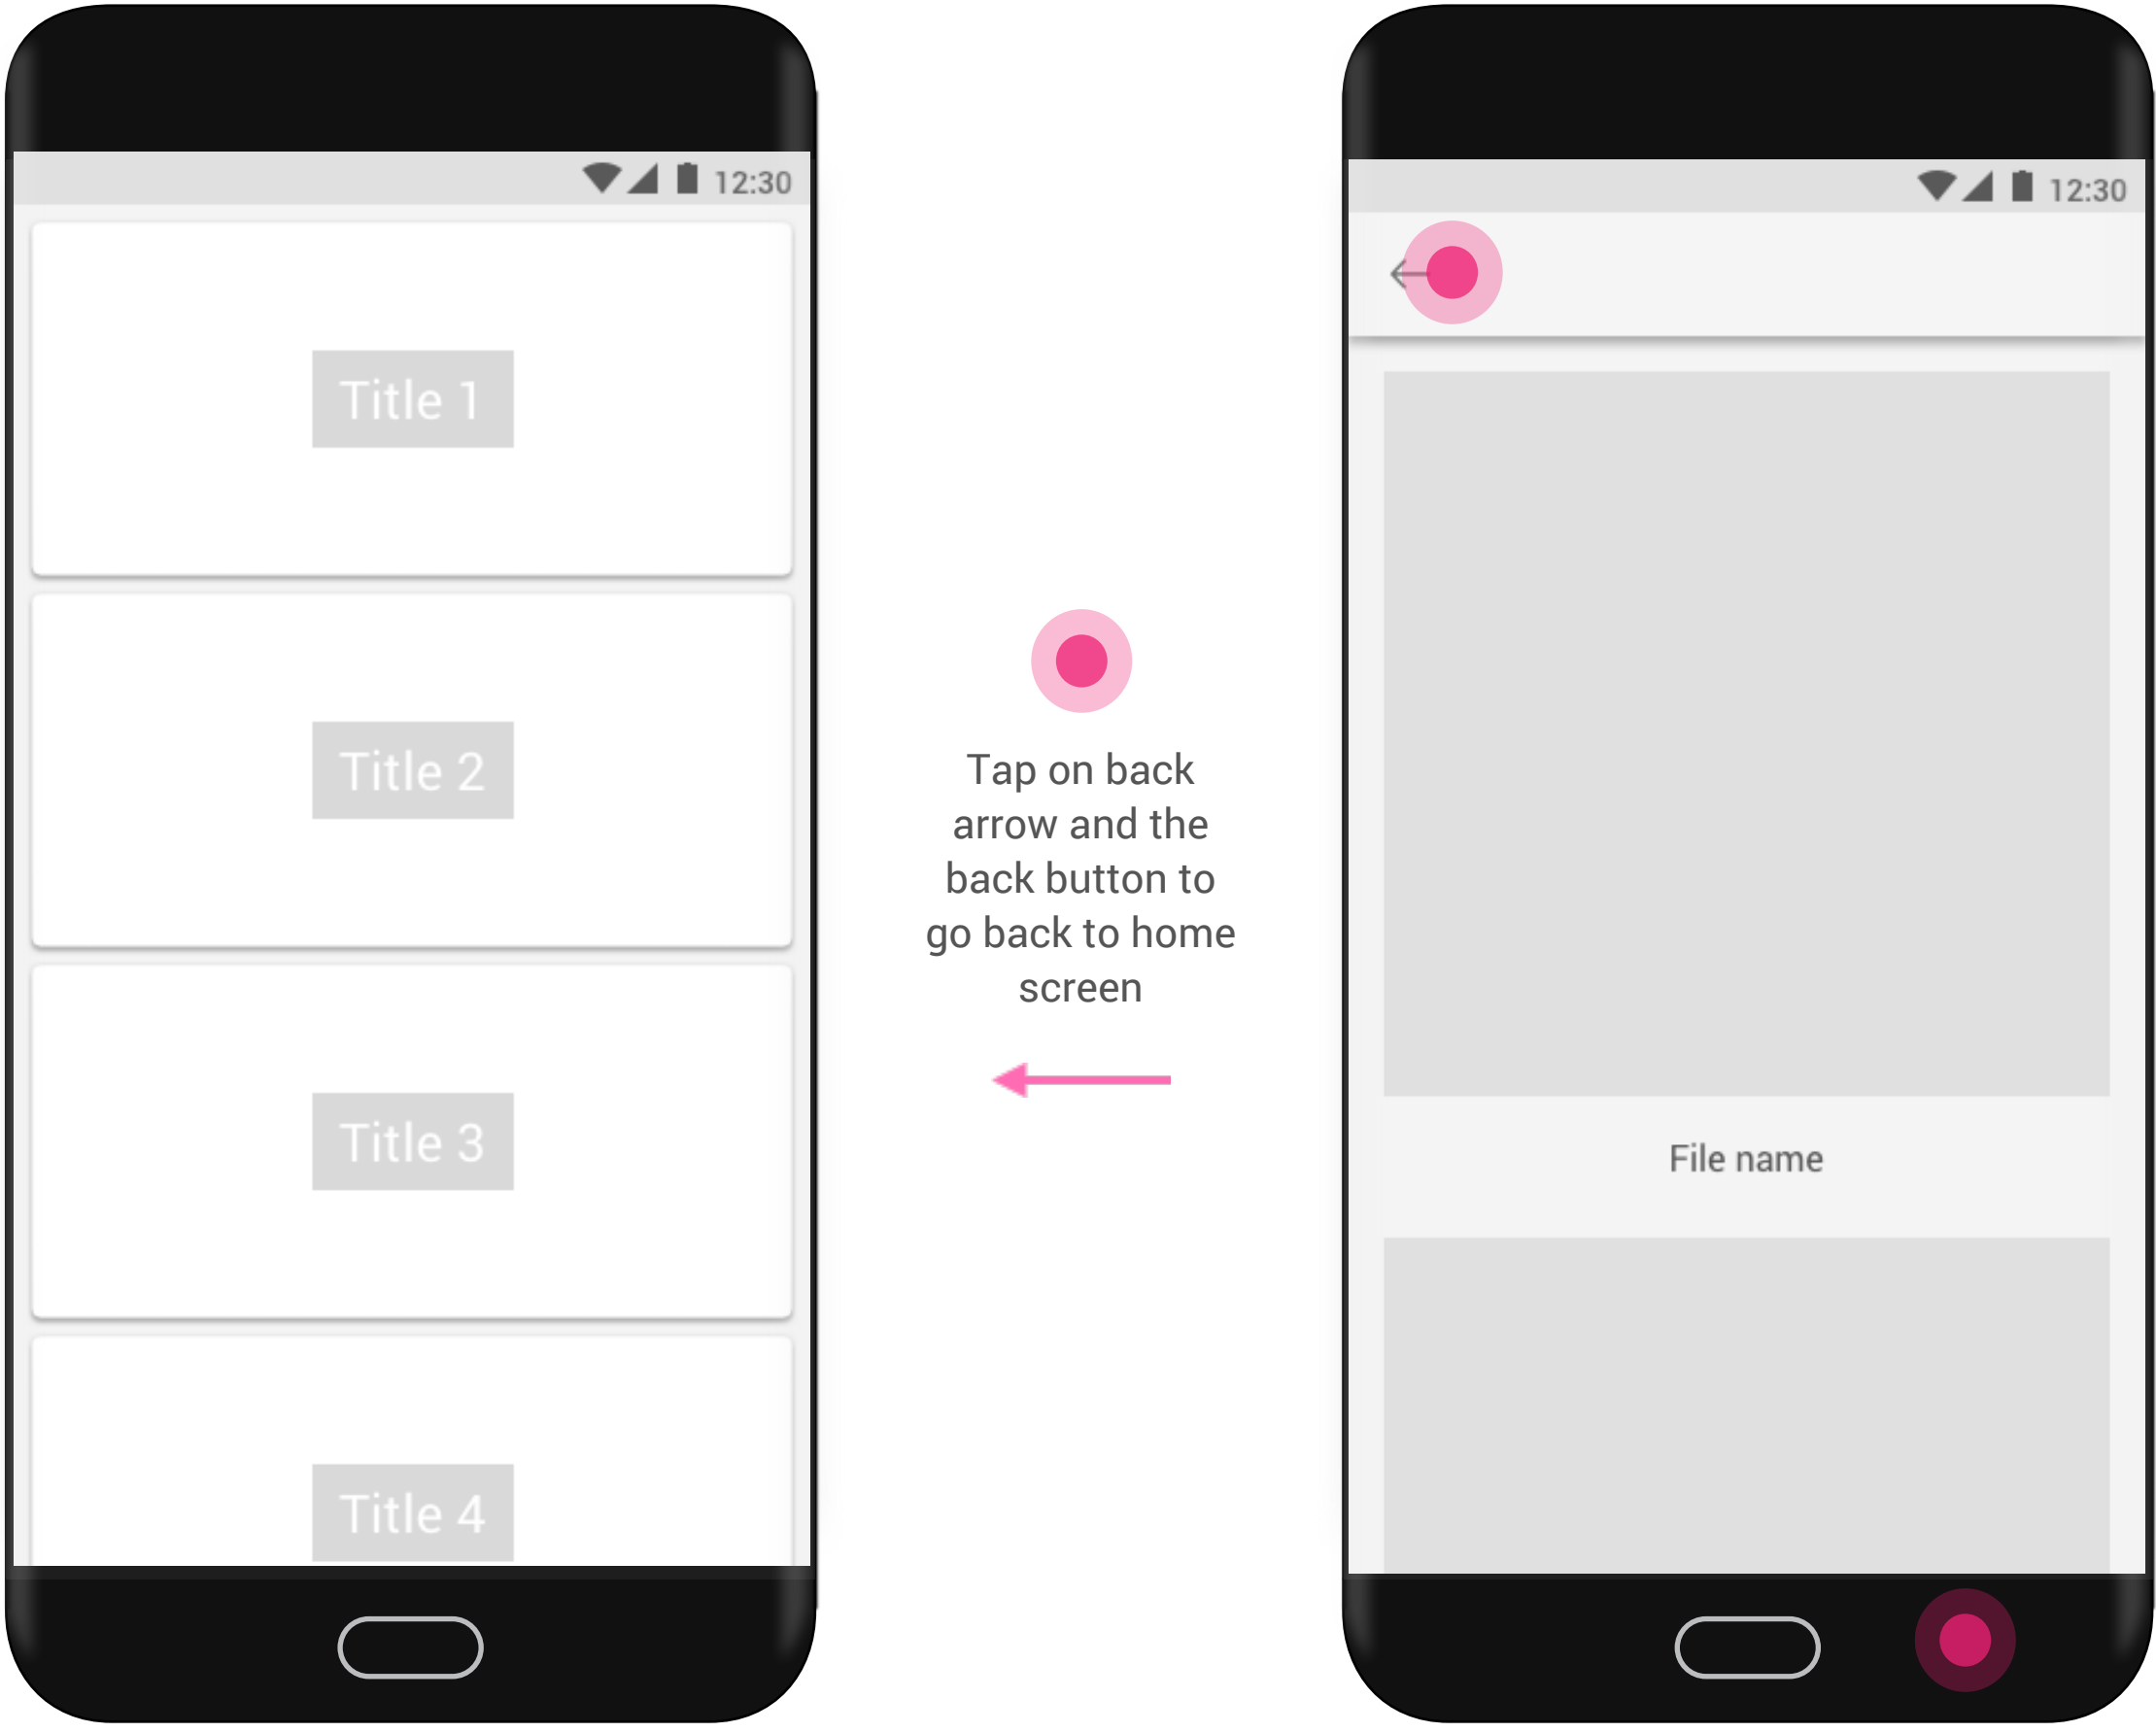 12:30
Title 1
Title 2
Title 3
Title 4
Tap on back
arrow and the
back button to
go back to home
screen
12:30
File name